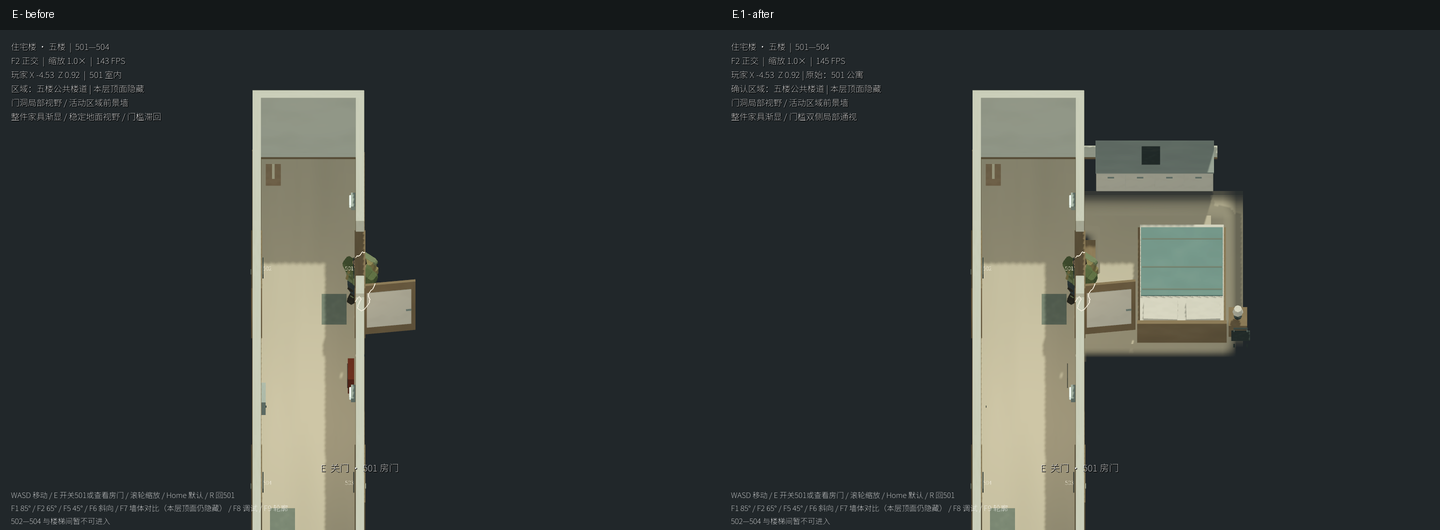 E - before
住宅楼 · 五楼 | 501—504
F2 正交 | 缩放 1.0× | 143 FPS
玩家 X -4.53 Z 0.92 | 501 室内
区域：五楼公共楼道 | 本层顶面隐藏
门洞局部视野 / 活动区域前景墙
整件家具渐显 / 稳定地面视野 / 门槛滞回
501
E 关门 · 501 房门
WASD 移动 / E 开关501或查看房门 / 滚轮缩放 / Home 默认 / R 回501
F1 85° / F2 65° / F5 45° / F6 斜向 / F7 墙体对比（本层顶面仍隐藏） / F8 调试 / F9 轮廓
502—504 与楼梯间暂不可进入
E.1 - after
住宅楼 · 五楼 | 501—504
F2 正交 | 缩放 1.0× | 145 FPS
玩家 X -4.53 Z 0.92 | 原始：501 公寓
确认区域：五楼公共楼道 | 本层顶面隐藏
门洞局部视野 / 活动区域前景墙
整件家具渐显 / 门槛双侧局部通视
501
E 关门 · 501 房门
WASD 移动 / E 开关501或查看房门 / 滚轮缩放 / Home 默认 / R 回501
F1 85° / F2 65° / F5 45° / F6 斜向 / F7 墙体对比（本层顶面仍隐藏） / F8 调试 / F9 轮廓
502—504 与楼梯间暂不可进入